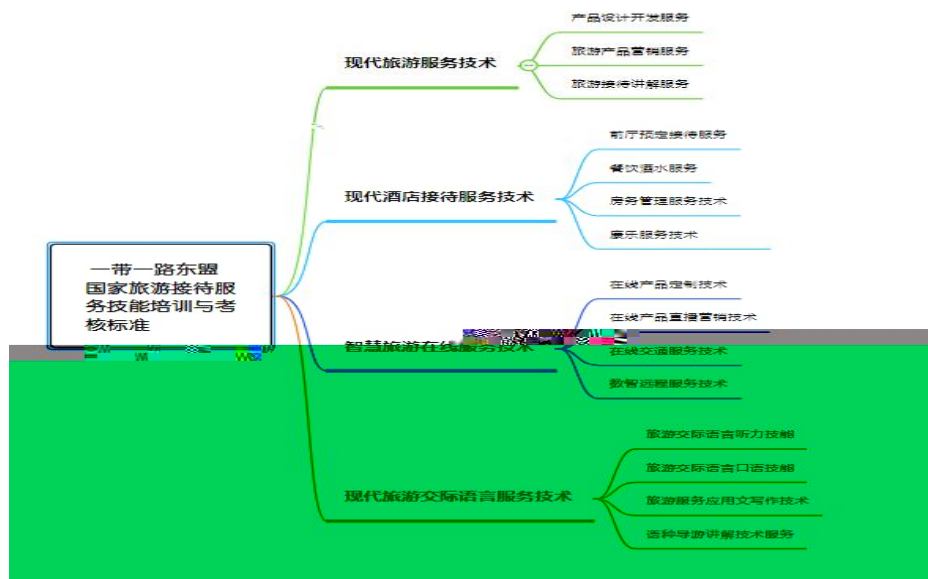 一带一路东盟
国家旅游接待服
务技能培训与考
核标准
现代旅游服务技术
产品设计开发服务
旅游产品营销服务
旅游接待讲解服务
现代酒店接待服务技术
前厅预定接待服务
餐饮酒水服务
房务管理服务技术
康乐服务技术
智慧旅游在线服务技术
在线产品定制技术
在线产品直播营销技术
在线交通服务技术
数智远程服务技术
现代旅游交际语言服务技术
旅游交际语言听力技能
旅游交际语言口语技能
旅游服务应用文写作技术
语种导游讲解技术服务